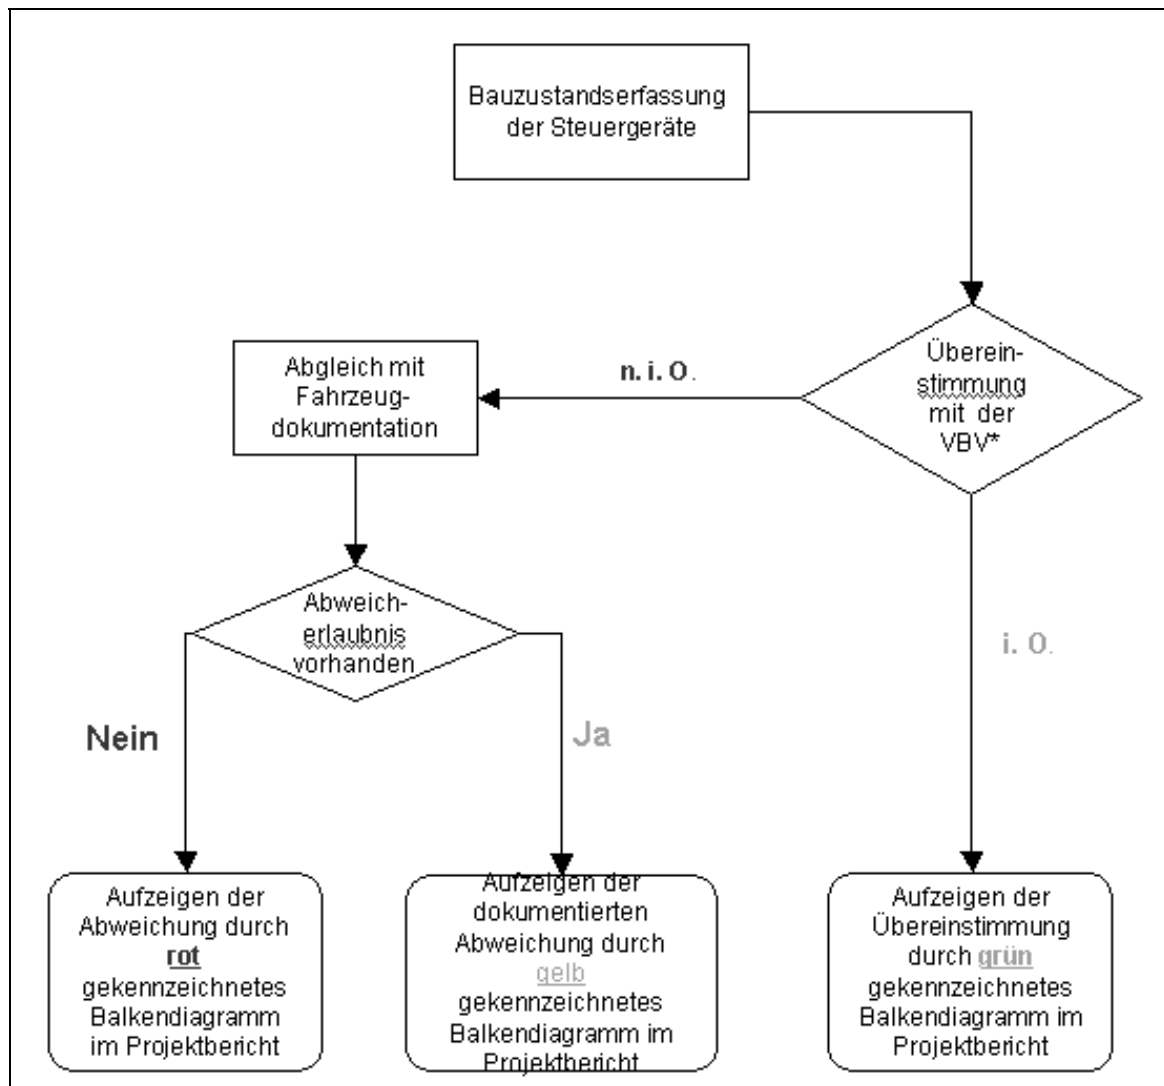 Bauzustandserfassung
der Steuergeräte
Überein-
stimmung
mit der
VBV*
n. i. O.
Abgleich mit
Fahrzeug-
dokumentation
i. O.
Abweich-
erlaubnis
vorhanden
Nein
Ja
Aufzeigen der
Abweichung durch
rot
gekennzeichnetes
Balkendiagramm
im Projektbericht
Aufzeigen der
dokumentierten
Abweichung durch
gelb
gekennzeichnetes
Balkendiagramm im
Projektbericht
Aufzeigen der
Übereinstimmung
durch grün
gekennzeichnetes
Balkendiagramm im
Projektbericht